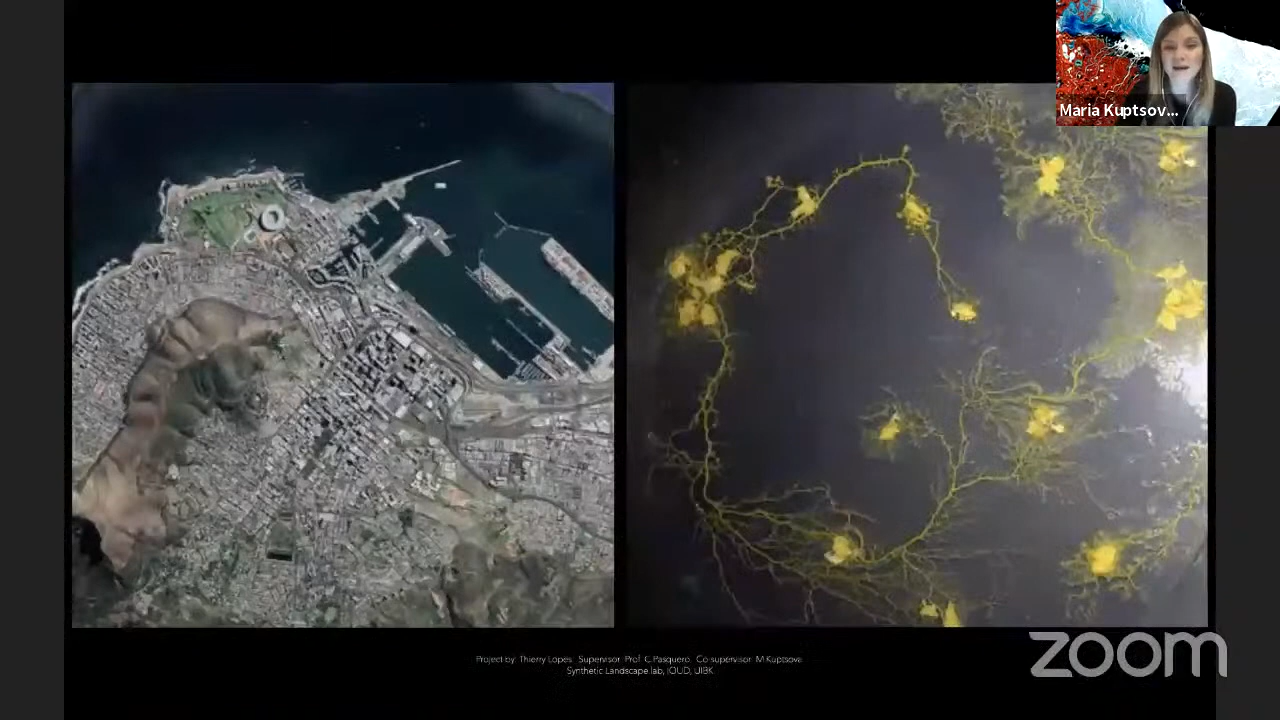 Maria Kuptsov...
Project by: Thierry Lopes Supervisor: Prof. C.Pasquero Co-supervisor: M.Kuptsova
Synthetic Landscape lab, IOUD, UIBK
zoom